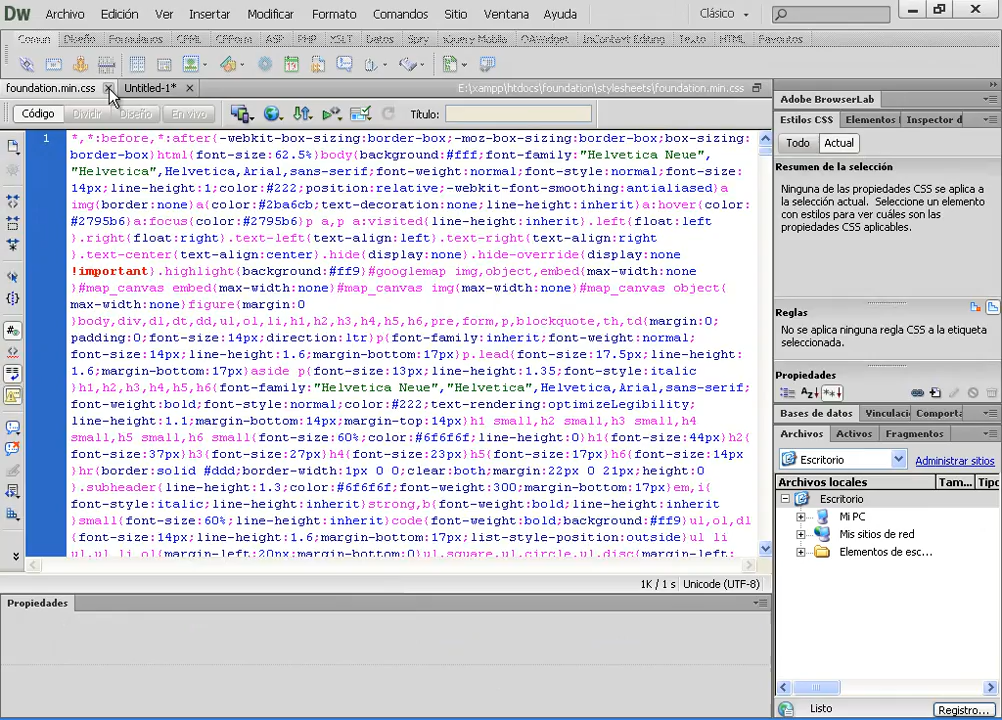 Dw Archivo Edición Ver Insertar Modificar Formato Comandos Sitio Ventana Ayuda Clásico
Común Diseño Formularios CFML CFForm ASP PHP XSLT Datos Spry jQuery Mobile OAWidget InContext Editing Texto HTML Favoritos
foundation.min.css Untitled-1* E:\xampp\htdocs\foundation\stylesheets\foundation.min.css
Código Dividir Diseño En vivo Título:
1 *,*:before,*:after{-webkit-box-sizing:border-box;-moz-box-sizing:border-box;box-sizing:
border-box}html{font-size:62.5%}body{background:#fff;font-family:"Helvetica Neue",
"Helvetica",Helvetica,Arial,sans-serif;font-weight:normal;font-style:normal;font-size:
14px;line-height:1;color:#222;position:relative;-webkit-font-smoothing:antialiased}a
img{border:none}a{color:#2ba6cb;text-decoration:none;line-height:inherit}a:hover{color:
#2795b6}a:focus{color:#2795b6}p a,p a:visited{line-height:inherit}.left{float:left
}.right{float:right}.text-left{text-align:left}.text-right{text-align:right
}.text-center{text-align:center}.hide{display:none}.hide-override{display:none
!important}.highlight{background:#ff9}#googlemap img,object,embed{max-width:none
}#map_canvas embed{max-width:none}#map_canvas img{max-width:none}#map_canvas object{
max-width:none}figure{margin:0
}body,div,dl,dt,dd,ul,ol,li,h1,h2,h3,h4,h5,h6,pre,form,p,blockquote,th,td{margin:0;
padding:0;font-size:14px;direction:ltr}p{font-family:inherit;font-weight:normal;
font-size:14px;line-height:1.6;margin-bottom:17px}p.lead{font-size:17.5px;line-height:
1.6;margin-bottom:17px}aside p{font-size:13px;line-height:1.35;font-style:italic
}h1,h2,h3,h4,h5,h6{font-family:"Helvetica Neue","Helvetica",Helvetica,Arial,sans-serif;
font-weight:bold;font-style:normal;color:#222;text-rendering:optimizeLegibility;
line-height:1.1;margin-bottom:14px;margin-top:14px}h1 small,h2 small,h3 small,h4
small,h5 small,h6 small{font-size:60%;color:#6f6f6f;line-height:0}h1{font-size:44px}h2{
font-size:37px}h3{font-size:27px}h4{font-size:23px}h5{font-size:17px}h6{font-size:14px
}hr{border:solid #ddd;border-width:1px 0 0;clear:both;margin:22px 0 21px;height:0
}.subheader{line-height:1.3;color:#6f6f6f;font-weight:300;margin-bottom:17px}em,i{
font-style:italic;line-height:inherit}strong,b{font-weight:bold;line-height:inherit
}small{font-size:60%;line-height:inherit}code{font-weight:bold;background:#ff9}ul,ol,dl
{font-size:14px;line-height:1.6;margin-bottom:17px;list-style-position:outside}ul li
ul,ul li ol{margin-left:20px;margin-bottom:0}ul.square,ul.circle,ul.disc{margin-left:
1K / 1 s Unicode (UTF-8)
Propiedades
Adobe BrowserLab
Estilos CSS Elementos Inspector d
Todo Actual
Resumen de la selección
Ninguna de las propiedades CSS se aplica a
la selección actual. Seleccione un elemento
con estilos para ver cuáles son las
propiedades CSS aplicables.
Reglas
No se aplica ninguna regla CSS a la etiqueta
seleccionada.
Propiedades
Bases de datos Vinculaci Comporta
Archivos Activos Fragmentos
Escritorio Administrar sitios
Archivos locales Tam... Tipo
Escritorio
Mi PC
Mis sitios de red
Elementos de esc...
Listo Registro...